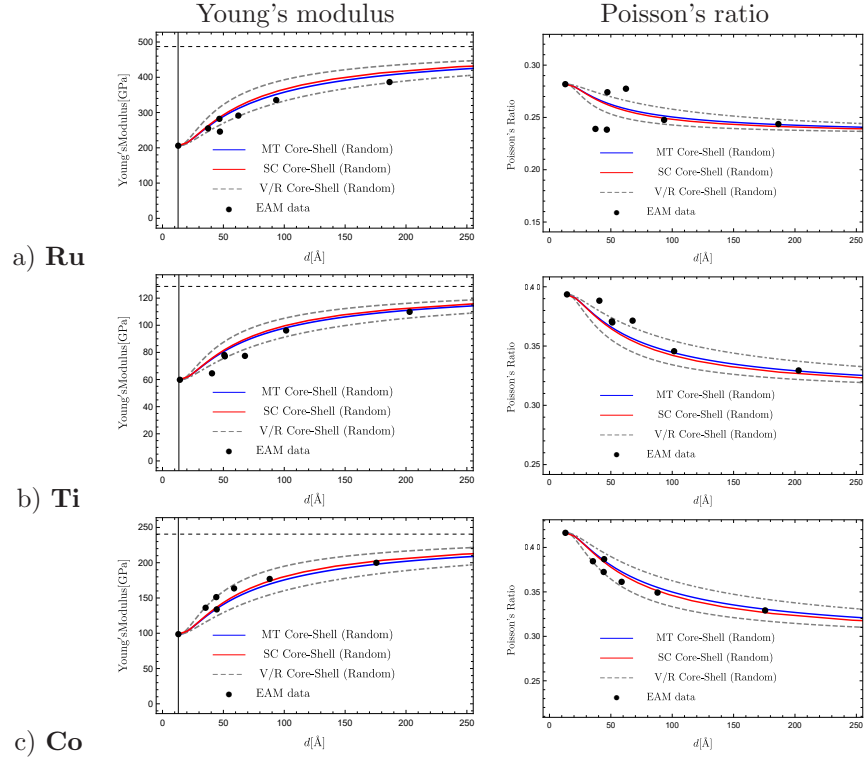 Young's modulus
Poisson's ratio
500
400
300
200
100
0
Young'sModulus[GPa]
MT Core-Shell (Random)
SC Core-Shell (Random)
V/R Core-Shell (Random)
EAM data
0 50 100 150 200 250
d[Å]
0.30
0.25
0.20
0.15
Poisson's Ratio
MT Core-Shell (Random)
SC Core-Shell (Random)
V/R Core-Shell (Random)
EAM data
0 50 100 150 200 250
d[Å]
a) Ru
120
100
80
60
40
20
0
Young'sModulus[GPa]
MT Core-Shell (Random)
SC Core-Shell (Random)
V/R Core-Shell (Random)
EAM data
0 50 100 150 200 250
d[Å]
0.40
0.35
0.30
0.25
Poisson's Ratio
MT Core-Shell (Random)
SC Core-Shell (Random)
V/R Core-Shell (Random)
EAM data
0 50 100 150 200 250
d[Å]
b) Ti
250
200
150
100
50
0
Young'sModulus[GPa]
MT Core-Shell (Random)
SC Core-Shell (Random)
V/R Core-Shell (Random)
EAM data
0 50 100 150 200 250
d[Å]
0.40
0.35
0.30
0.25
Poisson's Ratio
MT Core-Shell (Random)
SC Core-Shell (Random)
V/R Core-Shell (Random)
EAM data
0 50 100 150 200 250
d[Å]
c) Co